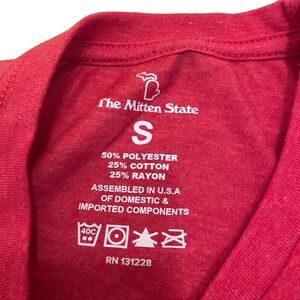 The Mitten State
S
50% POLYESTER
25% COTTON
25% RAYON
ASSEMBLED IN U.S.A
OF DOMESTIC &
IMPORTED COMPONENTS
40C
RN 131228